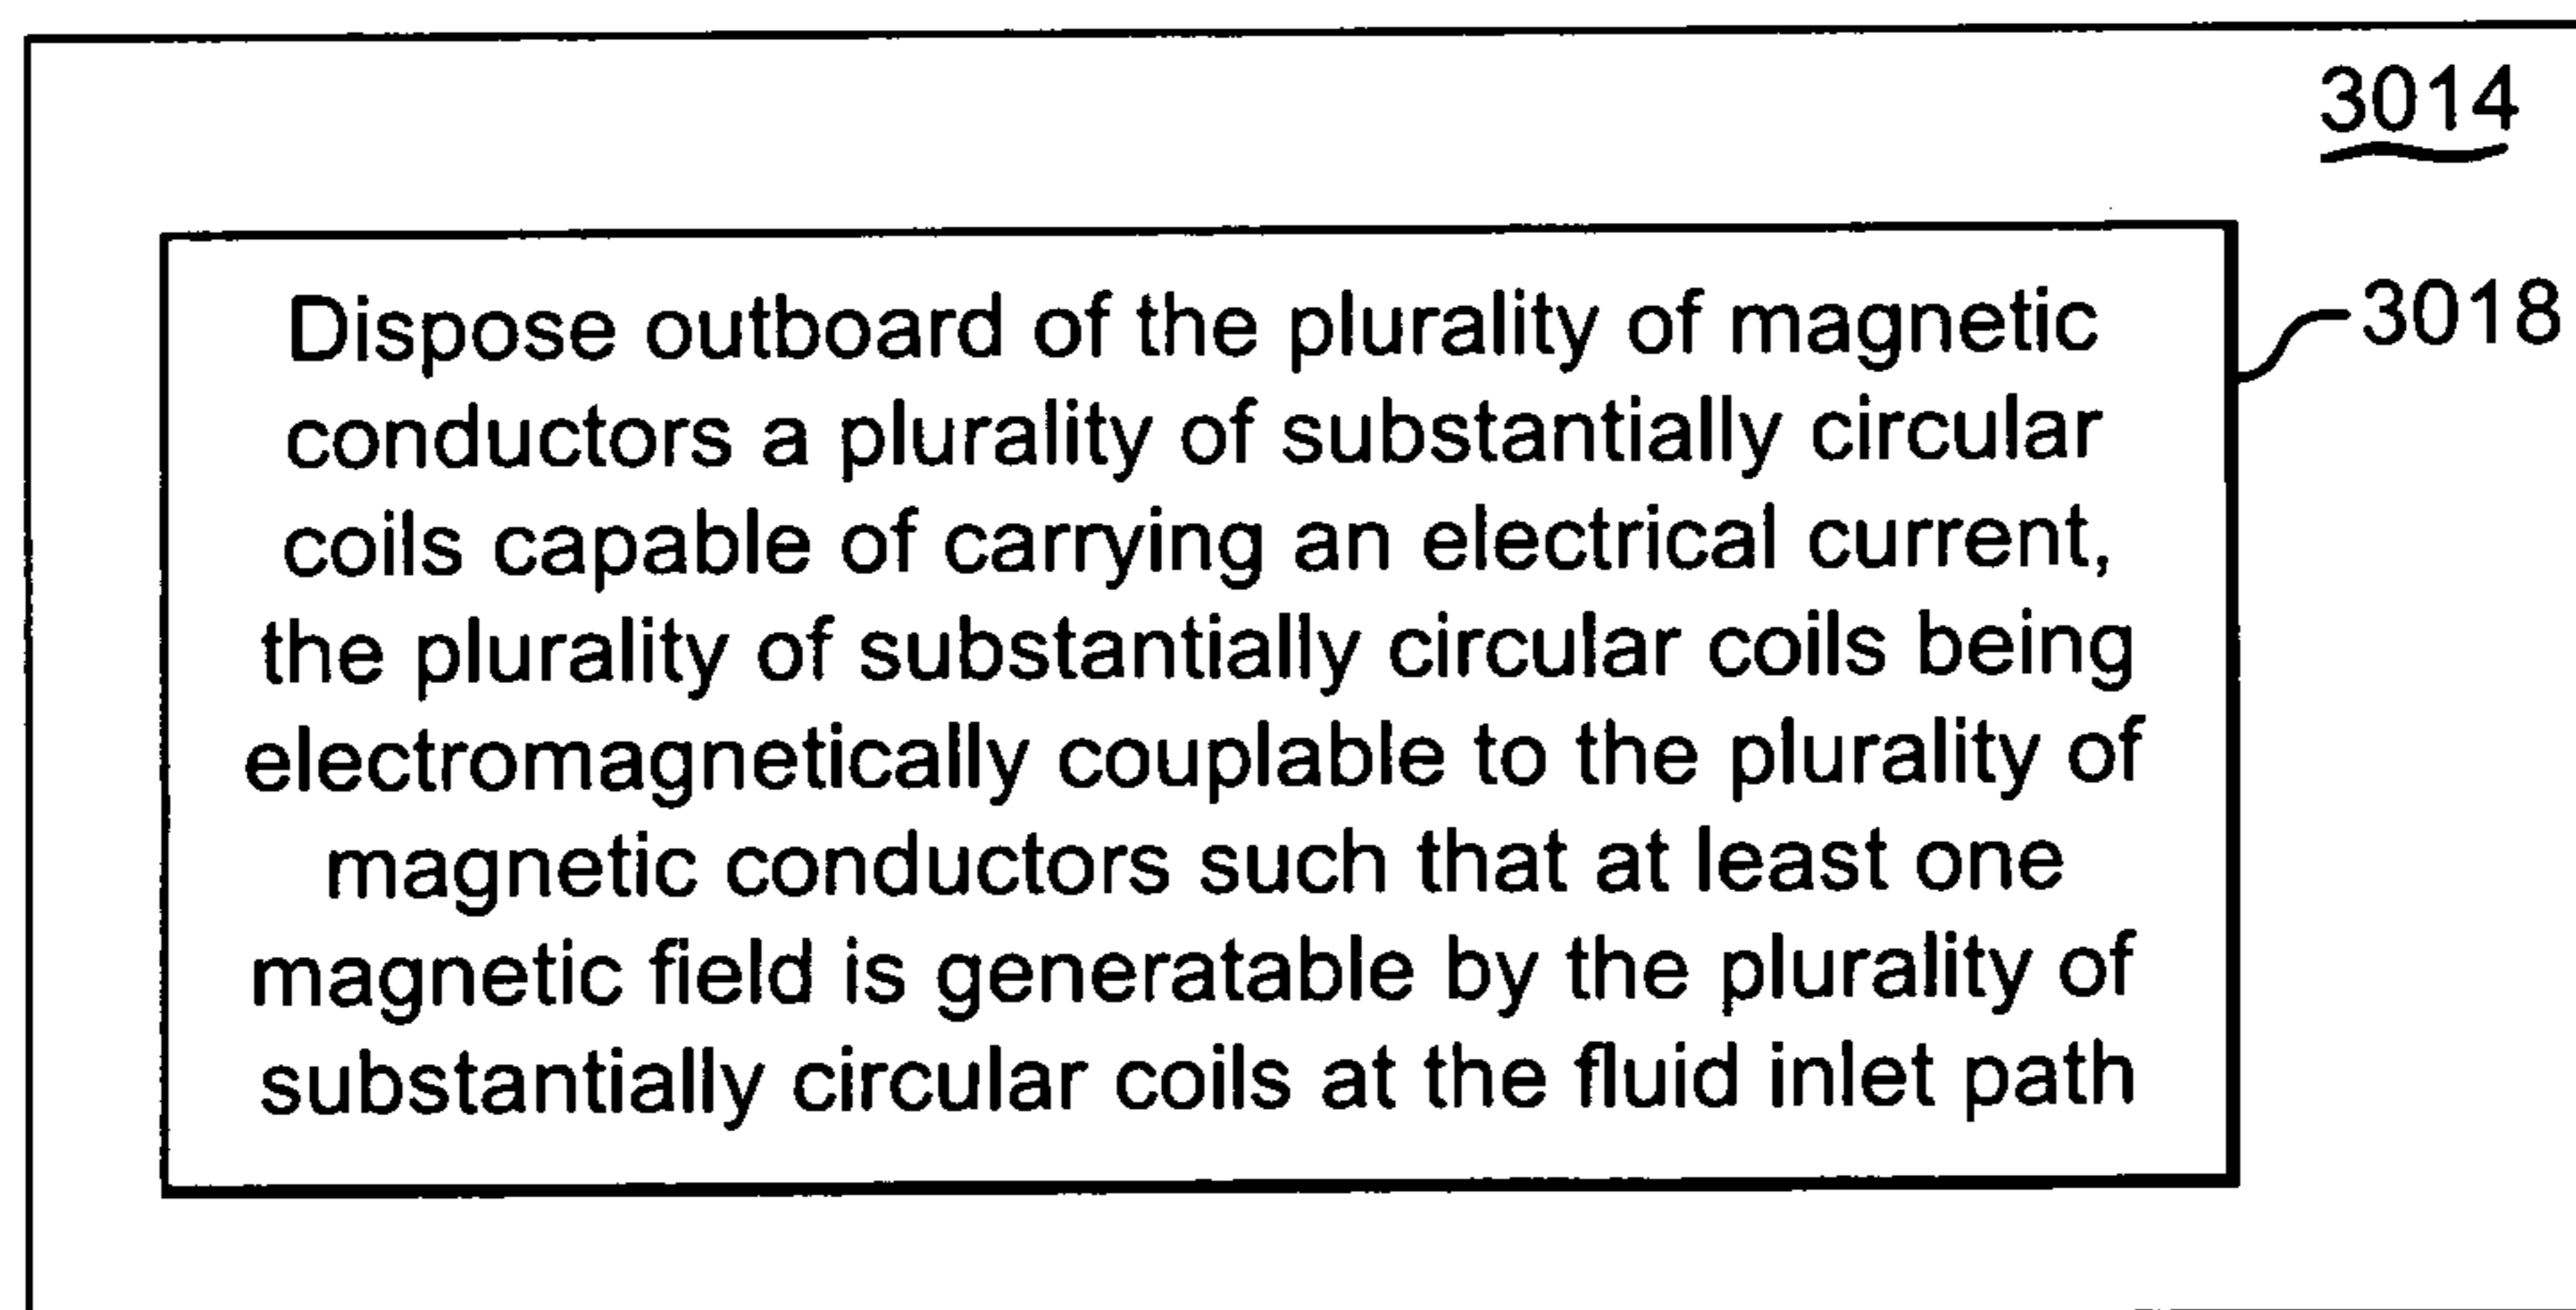 3014
Dispose outboard of the plurality of magnetic
conductors a plurality of substantially circular
coils capable of carrying an electrical current,
the plurality of substantially circular coils being
electromagnetically couplable to the plurality of
magnetic conductors such that at least one
magnetic field is generatable by the plurality of
substantially circular coils at the fluid inlet path
3018